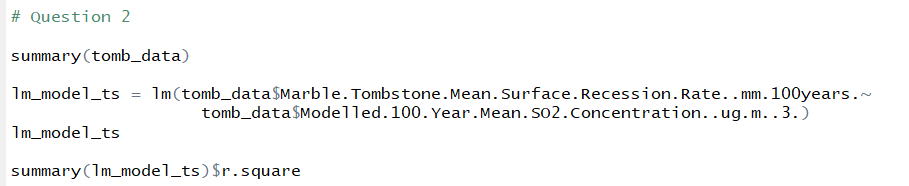 # Question 2
summary(tomb_data)
lm_model_ts = lm(tomb_data$Marble.Tombstone.Mean.Surface.Recession.Rate..mm.100years.~
tomb_data$Modelled.100.Year.Mean.SO2.Concentration..ug.m..3.)
lm_model_ts
summary(lm_model_ts)$r.square